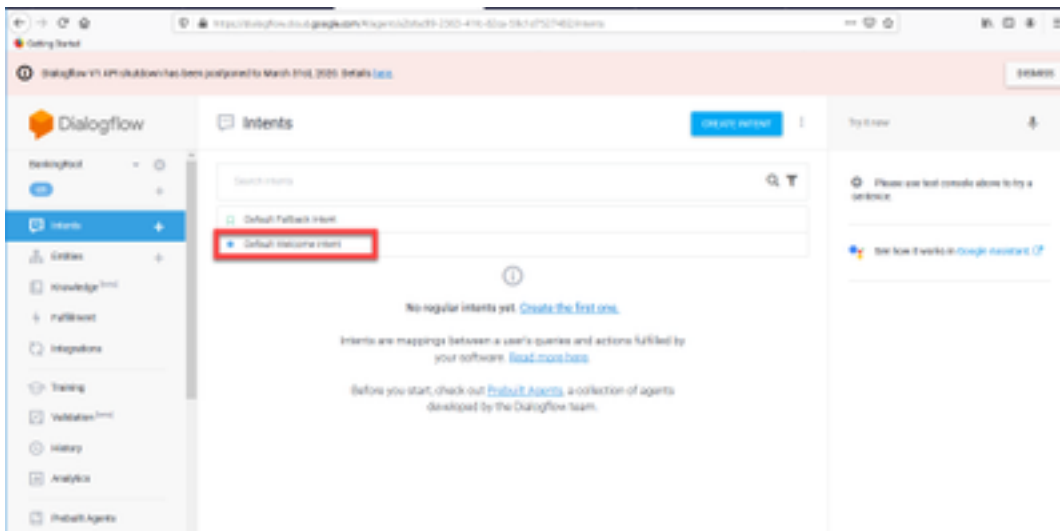 Getting Started
Dialogflow V1 API shutdown has been postponed to March 31st, 2020. Details here.
DISMISS
Dialogflow
en
Intents
Entities
Knowledge [beta]
Fulfillment
Integrations
Training
Validation [beta]
History
Analytics
Prebuilt Agents
Intents
CREATE INTENT
Search intents
Default Fallback Intent
Default Welcome Intent
No regular intents yet. Create the first one.
Intents are mappings between a user's queries and actions fulfilled by
your software. Read more here.
Before you start, check out Prebuilt Agents, a collection of agents
developed by the Dialogflow team.
Try it now
Please use test console above to try a
sentence.
See how it works in Google Assistant.